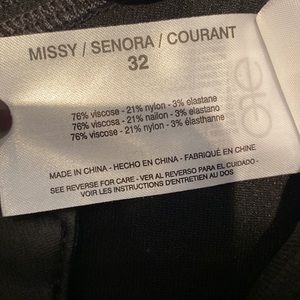 MISSY / SENORA / COURANT
32
76% viscose - 21% nylon - 3% elastane
76% viscosa - 21% nailon - 3% elastano
76% viscose - 21% nylon - 3% élasthanne
MADE IN CHINA - HECHO EN CHINA - FABRIQUÉ EN CHINE
SEE REVERSE FOR CARE - VER AL REVERSO PARA EL CUIDADO -
VOIR LES INSTRUCTIONS D'ENTRETIEN AU DOS